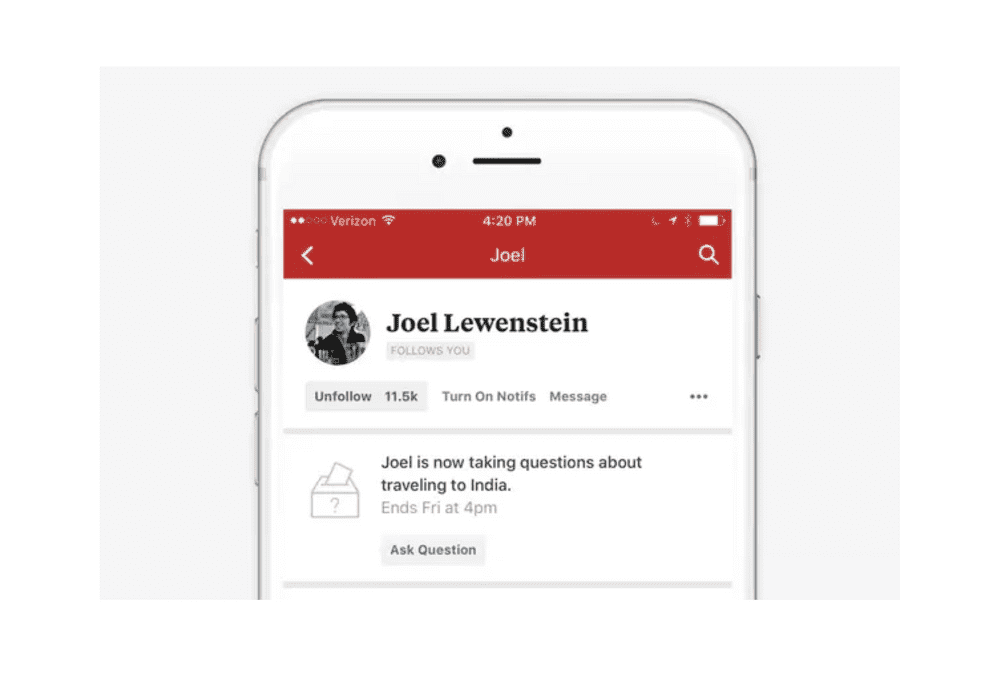 Verizon 4:20 PM
Joel
Joel Lewenstein
FOLLOWS YOU
Unfollow 11.5k Turn On Notifs Message
Joel is now taking questions about
traveling to India.
?
Ends Fri at 4pm
Ask Question